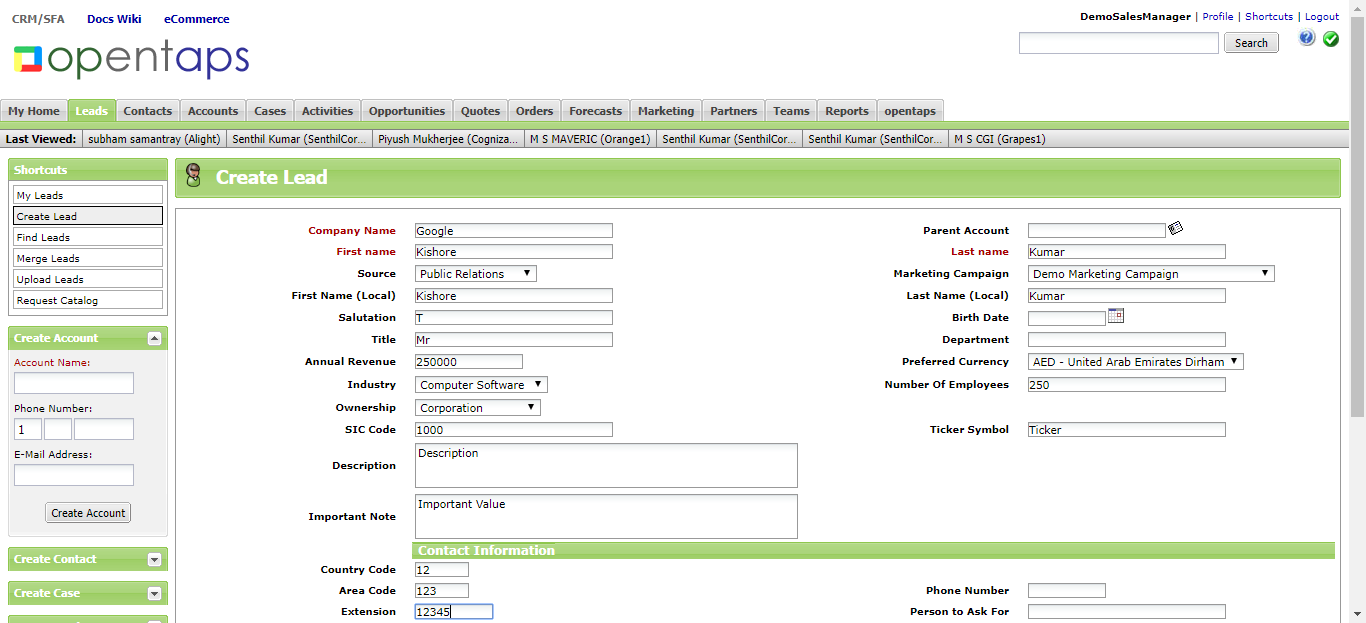 CRM/SFA Docs Wiki eCommerce
DemoSalesManager | Profile | Shortcuts | Logout
opentaps
Search
My Home Leads Contacts Accounts Cases Activities Opportunities Quotes Orders Forecasts Marketing Partners Teams Reports opentaps
Last Viewed: subham samantray (Alight) Senthil Kumar (SenthilCor... Piyush Mukherjee (Cogniza... M S MAVERIC (Orange1) Senthil Kumar (SenthilCor... Senthil Kumar (SenthilCor... M S CGI (Grapes1)
Shortcuts
My Leads
Create Lead
Find Leads
Merge Leads
Upload Leads
Request Catalog
Create Account
Account Name:
Phone Number:
1
E-Mail Address:
Create Account
Create Contact
Create Case
Create Lead
Company Name Google Parent Account
First name Kishore Last name Kumar
Source Public Relations Marketing Campaign Demo Marketing Campaign
First Name (Local) Kishore Last Name (Local) Kumar
Salutation T Birth Date
Title Mr Department
Annual Revenue 250000 Preferred Currency AED - United Arab Emirates Dirham
Industry Computer Software Number Of Employees 250
Ownership Corporation
SIC Code 1000 Ticker Symbol Ticker
Description Description
Important Note Important Value
Contact Information
Country Code 12
Area Code 123 Phone Number
Extension 12345 Person to Ask For